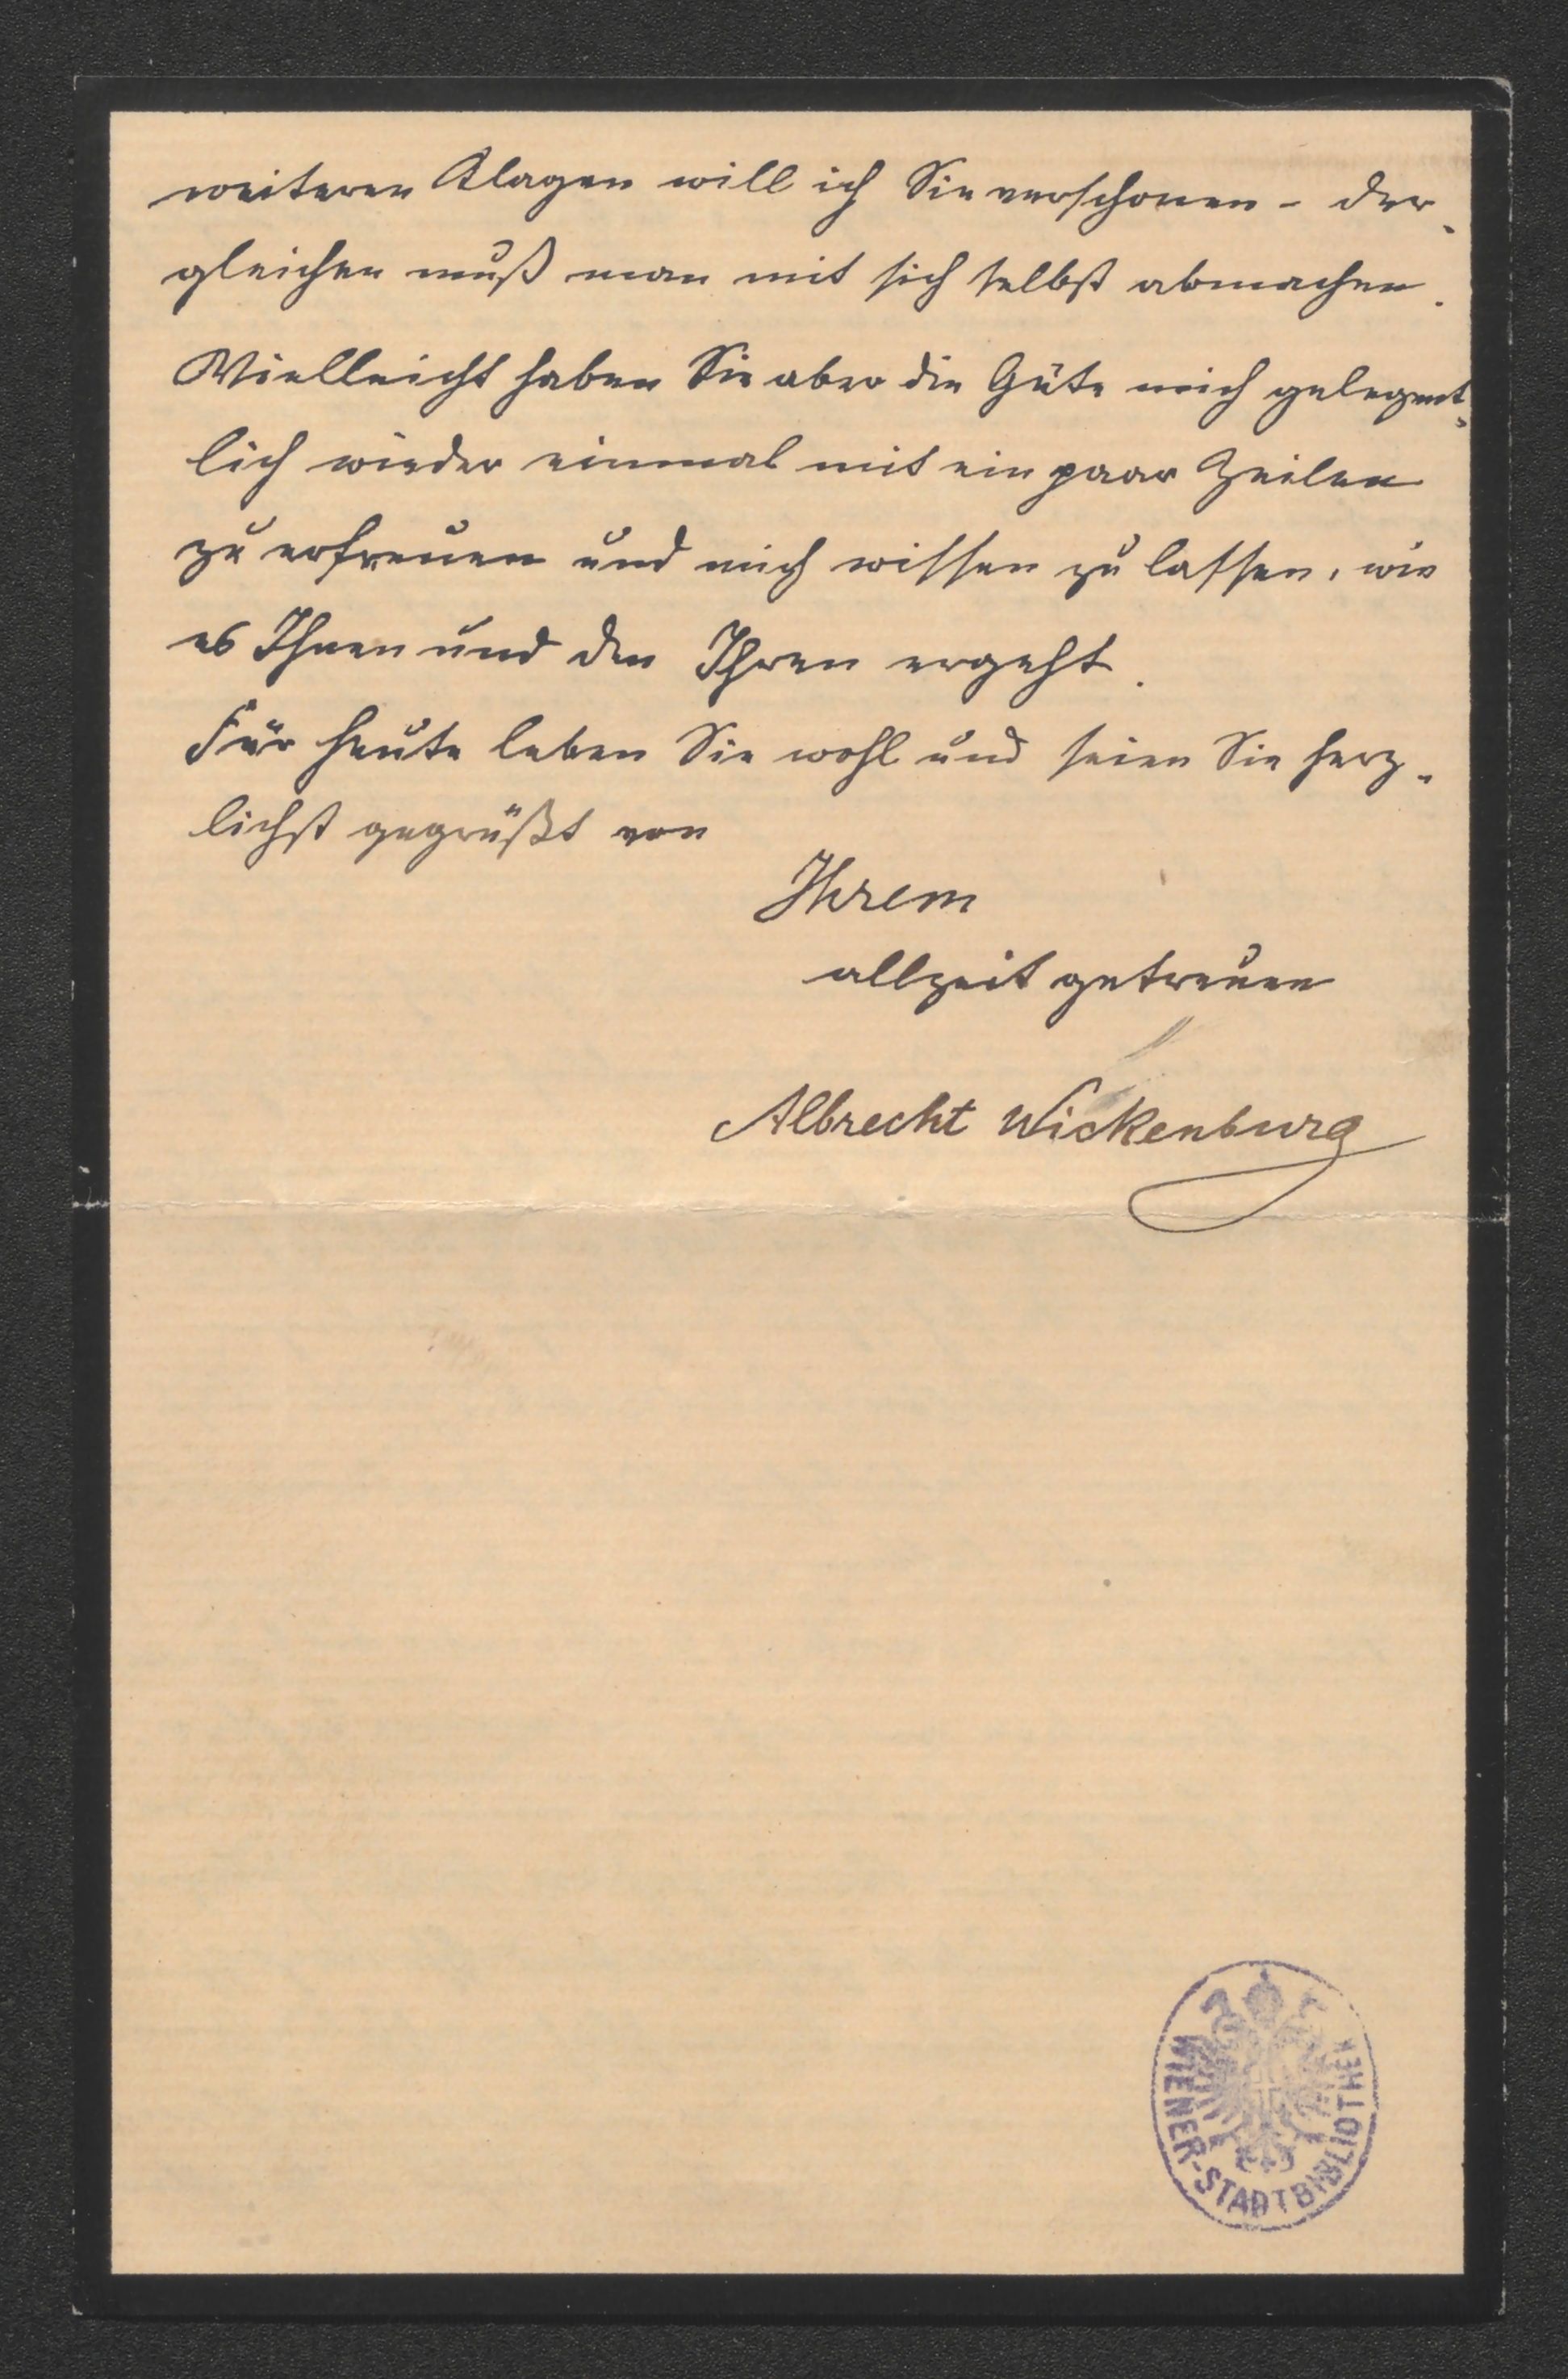 weiteren Klagen will ich Sie verschonen - der-
gleichen muß man mit sich selbst abmachen.
Vielleicht haben Sie aber die Güte mich gelegent-
lich wieder einmal mit ein paar Zeilen
zu erfreuen und mich wissen zu lassen, wie
es Ihnen und den Ihren ergeht.
Für heute leben Sie wohl und seien Sie herz-
lichst gegrüßt von
Ihrem
allzeit getreuen
Albrecht Wickenburg
WIENER-STADTBIBLIOTHEK